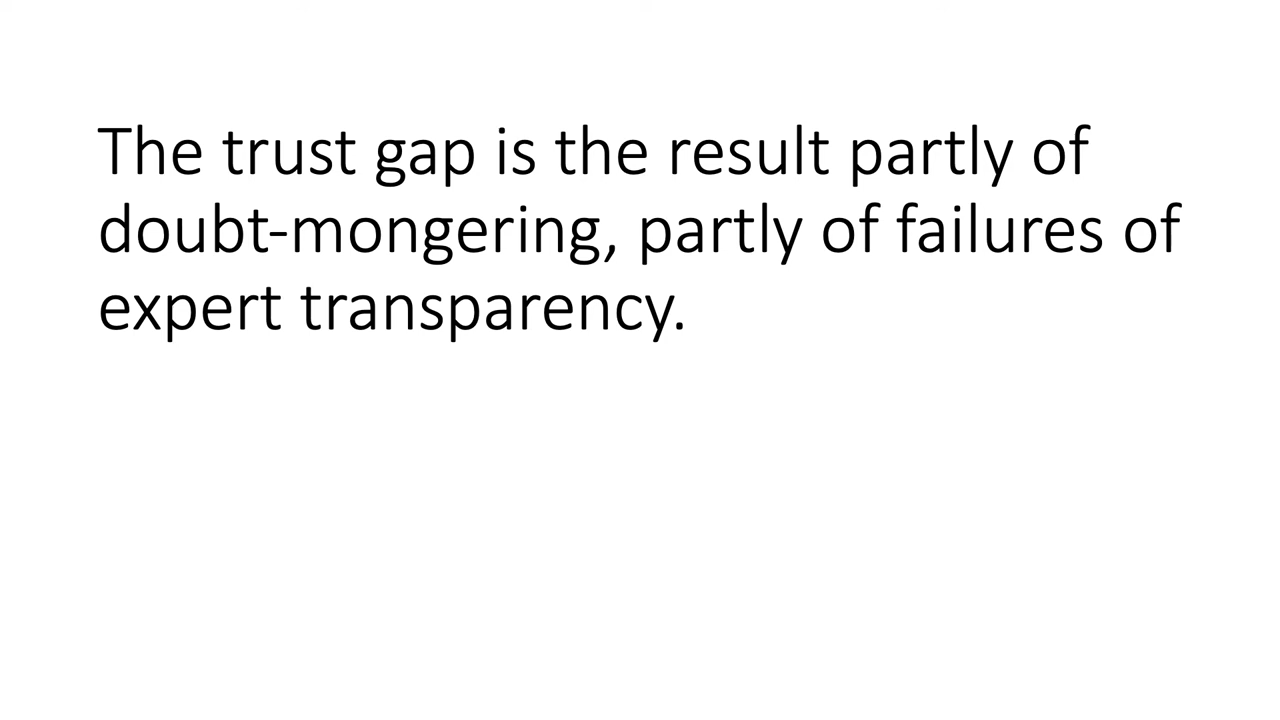 The trust gap is the result partly of
doubt-mongering, partly of failures of
expert transparency.